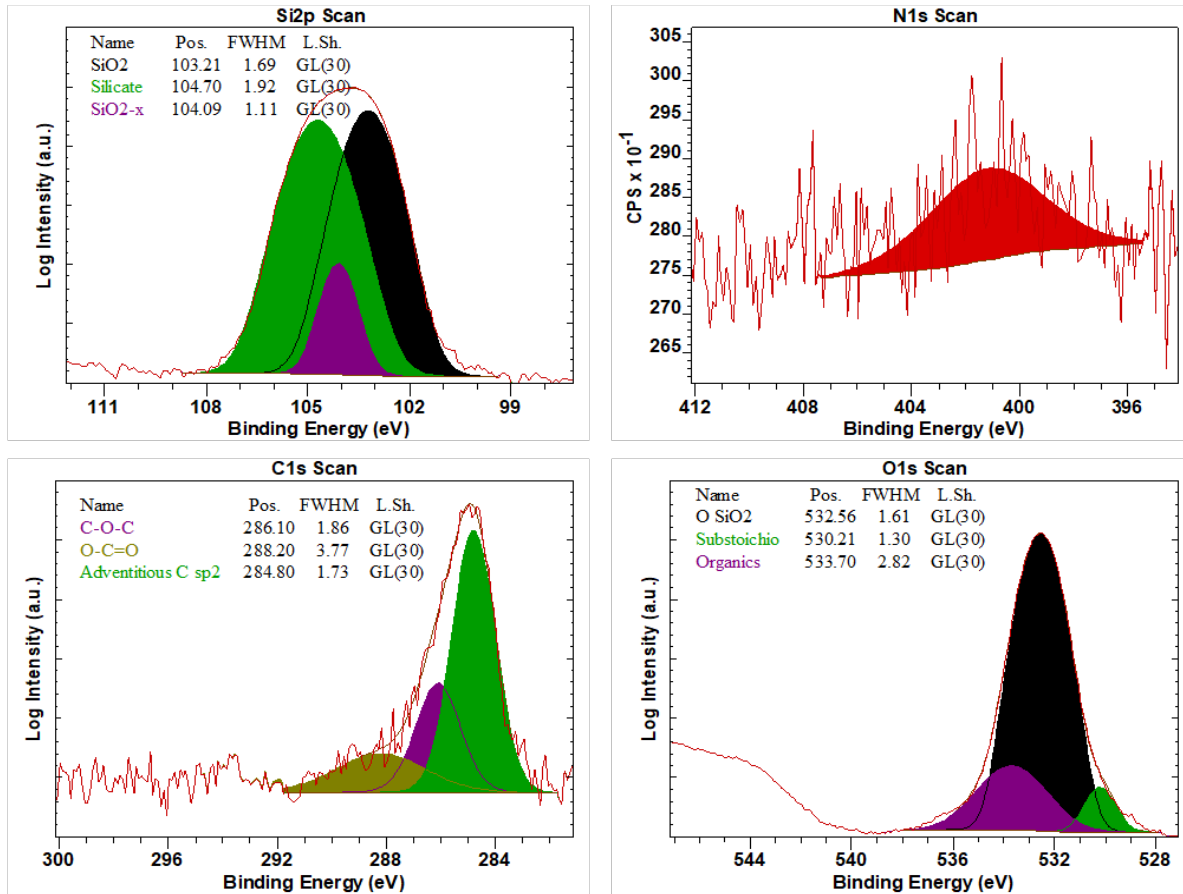 Si2p Scan
Name Pos. FWHM L.Sh.
SiO2 103.21 1.69 GL(30)
Silicate 104.70 1.92 GL(30)
SiO2-x 104.09 1.11 GL(30)
Log Intensity (a.u.)
111 108 105 102 99
Binding Energy (eV)
N1s Scan
305
300
295
290
285
280
275
270
265
CPS x 10⁻¹
412 408 404 400 396
Binding Energy (eV)
C1s Scan
Name Pos. FWHM L.Sh.
C-O-C 286.10 1.86 GL(30)
O-C=O 288.20 3.77 GL(30)
Adventitious C sp2 284.80 1.73 GL(30)
Log Intensity (a.u.)
300 296 292 288 284
Binding Energy (eV)
O1s Scan
Name Pos. FWHM L.Sh.
O SiO2 532.56 1.61 GL(30)
Substoichio 530.21 1.30 GL(30)
Organics 533.70 2.82 GL(30)
Log Intensity (a.u.)
544 540 536 532 528
Binding Energy (eV)